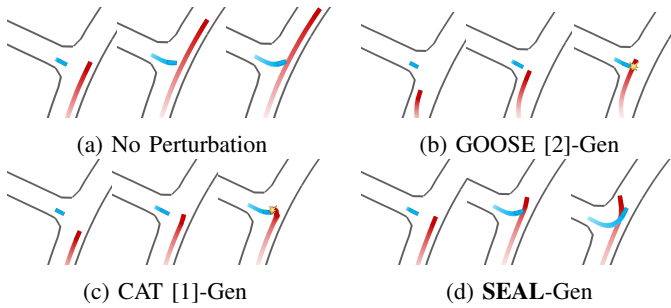 (a) No Perturbation
(b) GOOSE [2]-Gen
(c) CAT [1]-Gen
(d) SEAL-Gen